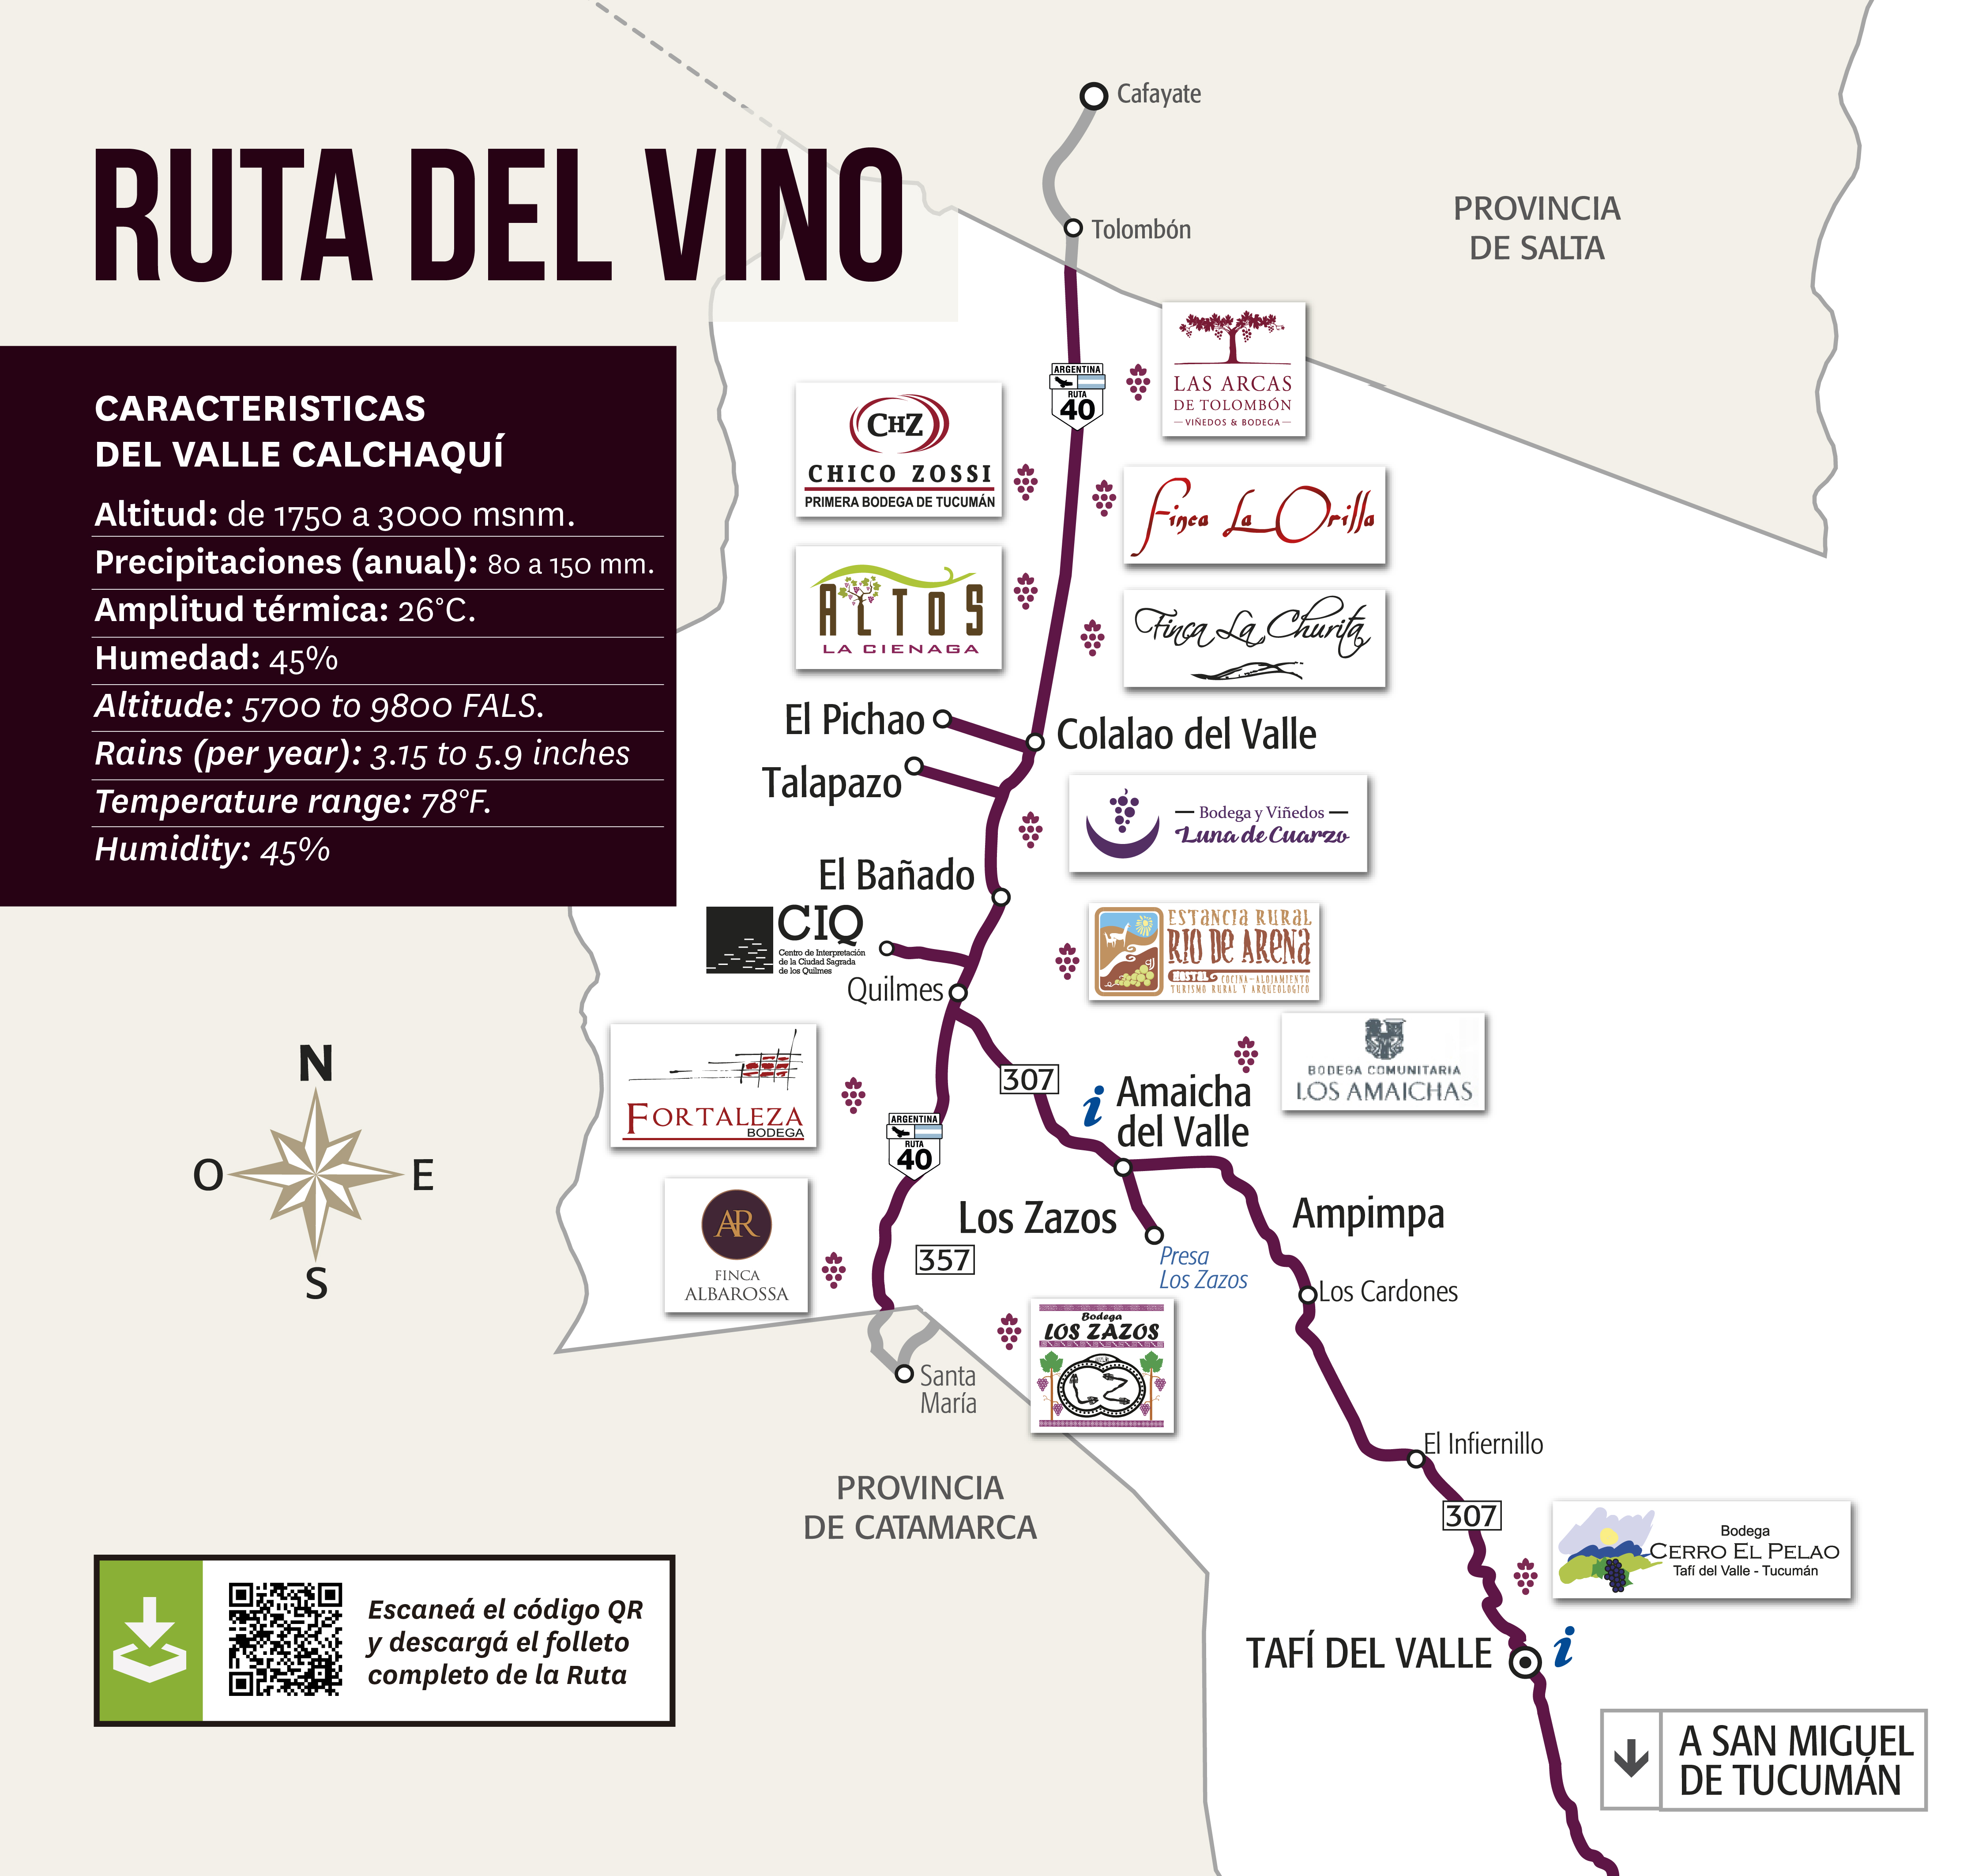 RUTA DEL VINO
CARACTERISTICAS
DEL VALLE CALCHAQUÍ
Altitud: de 1750 a 3000 msnm.
Precipitaciones (anual): 80 a 150 mm.
Amplitud térmica: 26°C.
Humedad: 45%
Altitude: 5700 to 9800 FALS.
Rains (per year): 3.15 to 5.9 inches
Temperature range: 78°F.
Humidity: 45%
N
O
E
S
Escaneá el código QR
y descargá el folleto
completo de la Ruta
Cafayate
Tolombón
PROVINCIA
DE SALTA
ARGENTINA
RUTA
40
LAS ARCAS
DE TOLOMBÓN
VIÑEDOS & BODEGA
CHZ
CHICO ZOSSI
PRIMERA BODEGA DE TUCUMÁN
Finca La Orilla
ALTOS
LA CIENAGA
Finca La Churita
El Pichao
Colalao del Valle
Talapazo
Bodega y Viñedos
Luna de Cuarzo
El Bañado
CIQ
Centro de Interpretación
de la Ciudad Sagrada
de los Quilmes
ESTANCIA RURAL
RIO DE ARENA
HOSTAL COCINA-ALOJAMIENTO
TURISMO RURAL Y ARQUEOLOGICO
Quilmes
BODEGA COMUNITARIA
LOS AMAICHAS
FORTALEZA
BODEGA
307
i
Amaicha
del Valle
ARGENTINA
RUTA
40
AR
FINCA
ALBAROSSA
Los Zazos
Ampimpa
357
Presa
Los Zazos
Los Cardones
Bodega
LOS ZAZOS
LZ
Santa
María
El Infiernillo
PROVINCIA
DE CATAMARCA
307
Bodega
CERRO EL PELAO
Tafí del Valle - Tucumán
TAFÍ DEL VALLE
i
A SAN MIGUEL
DE TUCUMÁN